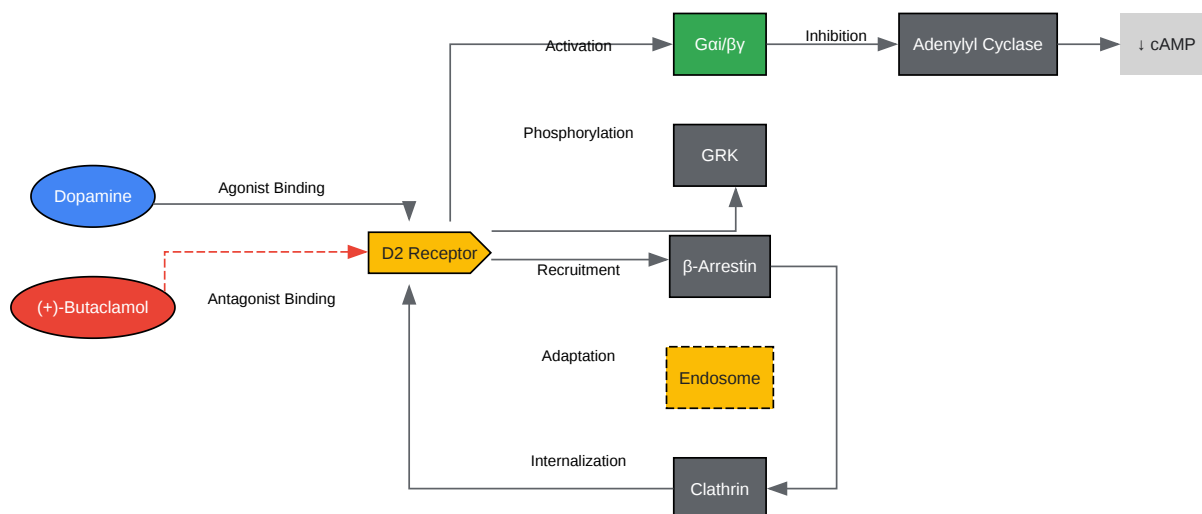 Activation
Gαi/βγ
Inhibition
Adenylyl Cyclase
↓ cAMP
Phosphorylation
GRK
Dopamine
Agonist Binding
D2 Receptor
Recruitment
β-Arrestin
(+)-Butaclamol
Antagonist Binding
Adaptation
Endosome
Internalization
Clathrin